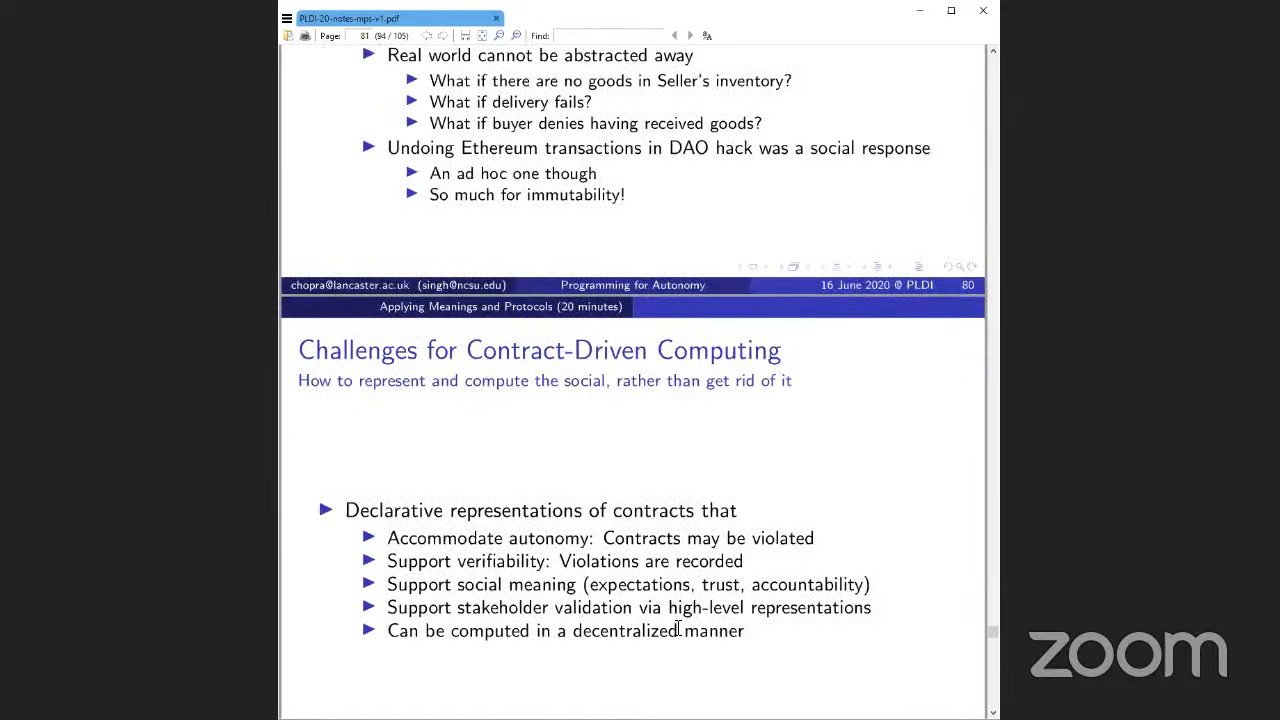 PLDI-20-notes-mps-v1.pdf
Page: 81 (94 / 105) Find:
Real world cannot be abstracted away
What if there are no goods in Seller's inventory?
What if delivery fails?
What if buyer denies having received goods?
Undoing Ethereum transactions in DAO hack was a social response
An ad hoc one though
So much for immutability!
chopra@lancaster.ac.uk (singh@ncsu.edu) Programming for Autonomy 16 June 2020 @ PLDI 80
Applying Meanings and Protocols (20 minutes)
Challenges for Contract-Driven Computing
How to represent and compute the social, rather than get rid of it
Declarative representations of contracts that
Accommodate autonomy: Contracts may be violated
Support verifiability: Violations are recorded
Support social meaning (expectations, trust, accountability)
Support stakeholder validation via high-level representations
Can be computed in a decentralized manner
zoom